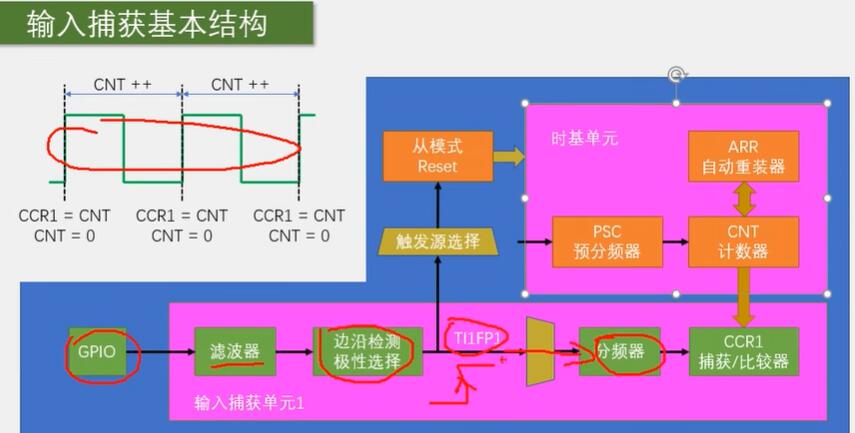 输入捕获基本结构
CNT ++
CNT ++
CCR1 = CNT
CNT = 0
CCR1 = CNT
CNT = 0
CCR1 = CNT
CNT = 0
从模式
Reset
触发源选择
时基单元
ARR
自动重装器
PSC
预分频器
CNT
计数器
GPIO
滤波器
边沿检测
极性选择
TI1FP1
分频器
CCR1
捕获/比较器
输入捕获单元1